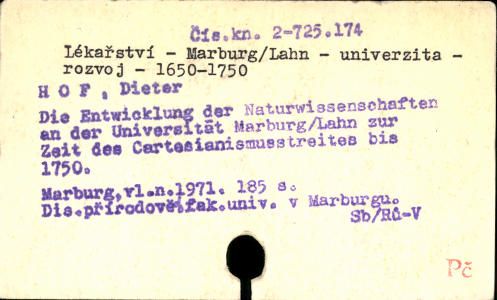 Čís.kn. 2-725.174
Lékařství - Marburg/Lahn - univerzita -
rozvoj - 1650-1750
H O F , Dieter
Die Entwicklung der Naturwissenschaften
an der Universität Marburg/Lahn zur
Zeit des Cartesianismusstreites bis
1750.
Marburg,vl.n.1971. 185 s.
Dis.přírodově.fak.univ. v Marburgu.
Sb/Rů-V
Pč